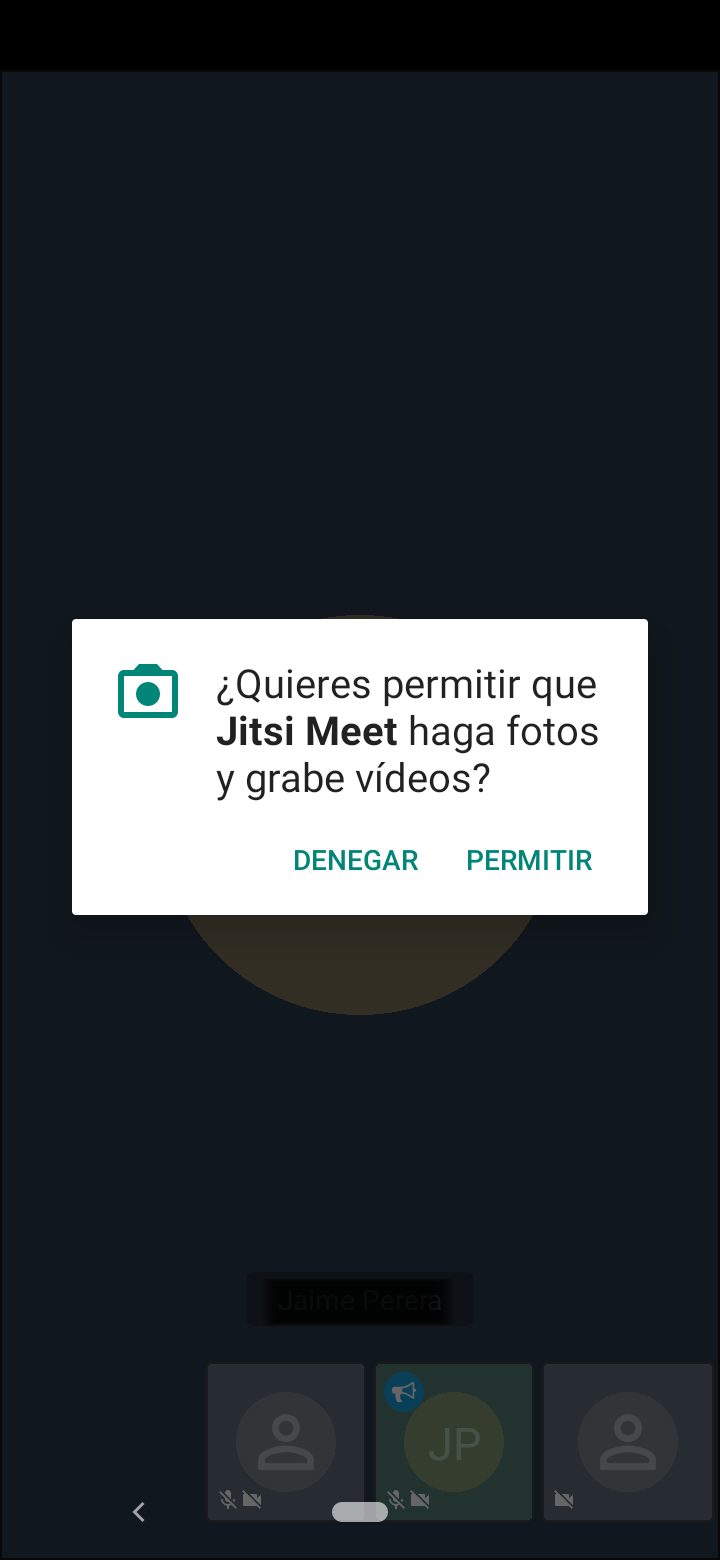 ¿Quieres permitir que
Jitsi Meet haga fotos
y grabe vídeos?
DENEGAR PERMITIR
Jaime Perera
JP